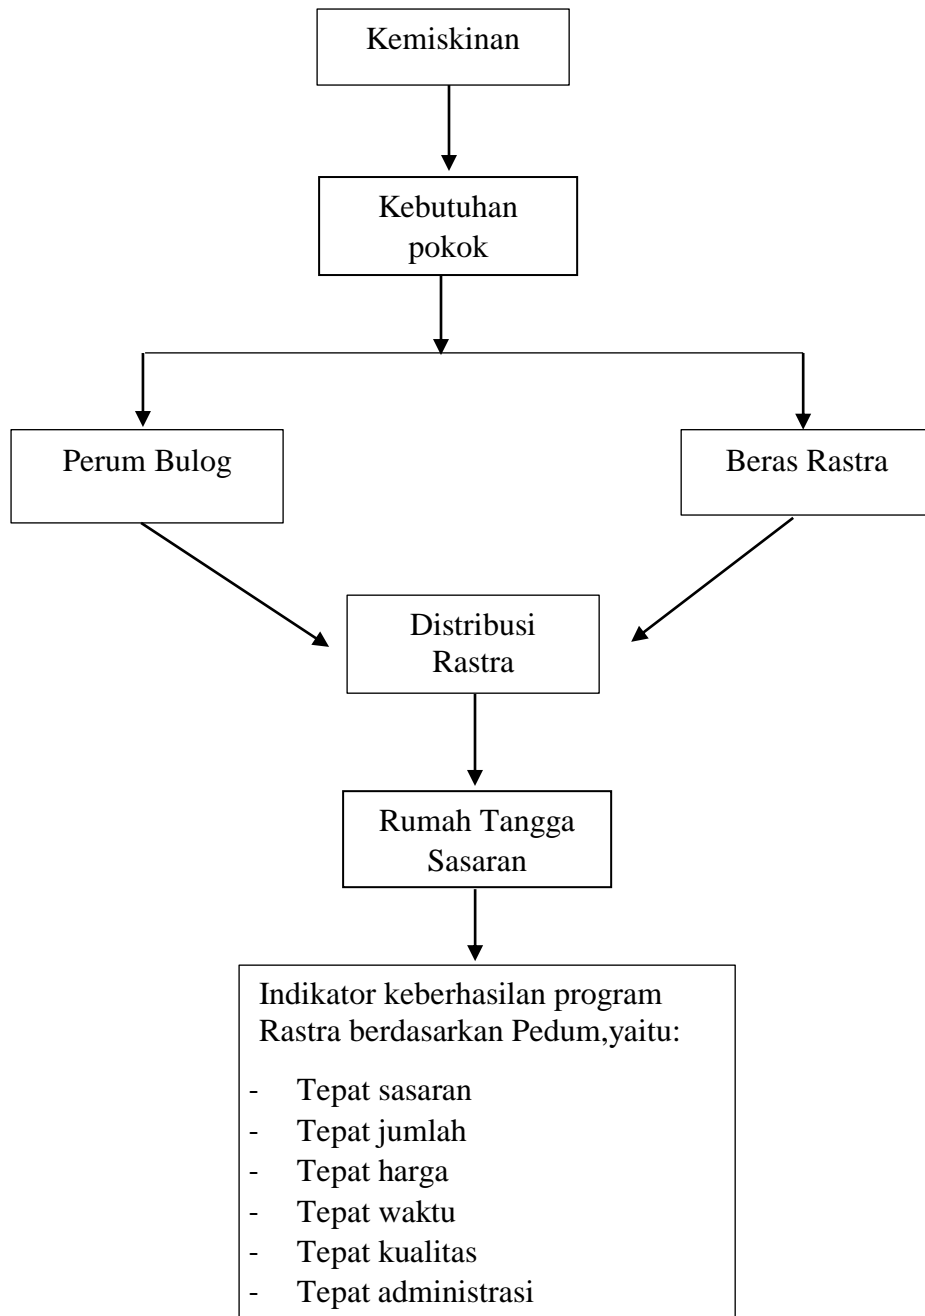 Kemiskinan
Kebutuhan
pokok
Perum Bulog
Beras Rastra
Distribusi
Rastra
Rumah Tangga
Sasaran
Indikator keberhasilan program
Rastra berdasarkan Pedum,yaitu:
- Tepat sasaran
- Tepat jumlah
- Tepat harga
- Tepat waktu
- Tepat kualitas
- Tepat administrasi